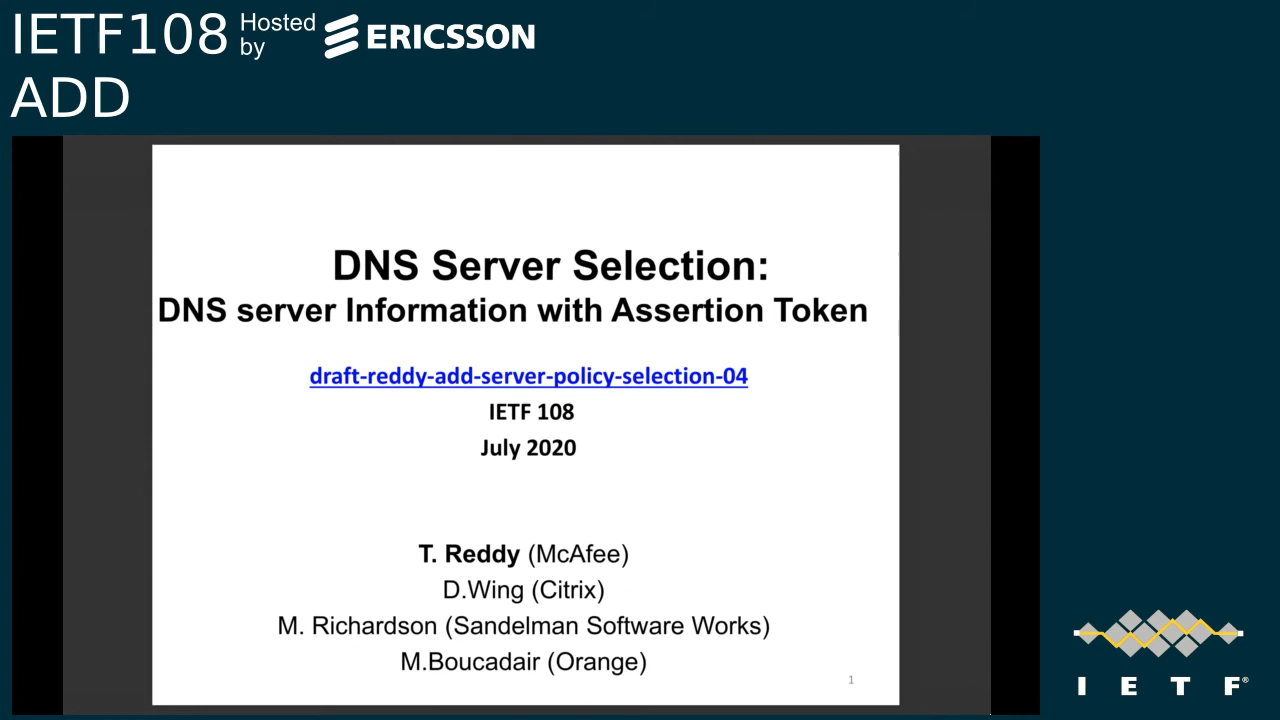 IETF108 Hosted by ERICSSON
ADD
DNS Server Selection:
DNS server Information with Assertion Token
draft-reddy-add-server-policy-selection-04
IETF 108
July 2020
T. Reddy (McAfee)
D.Wing (Citrix)
M. Richardson (Sandelman Software Works)
M.Boucadair (Orange)
1
I E T F®